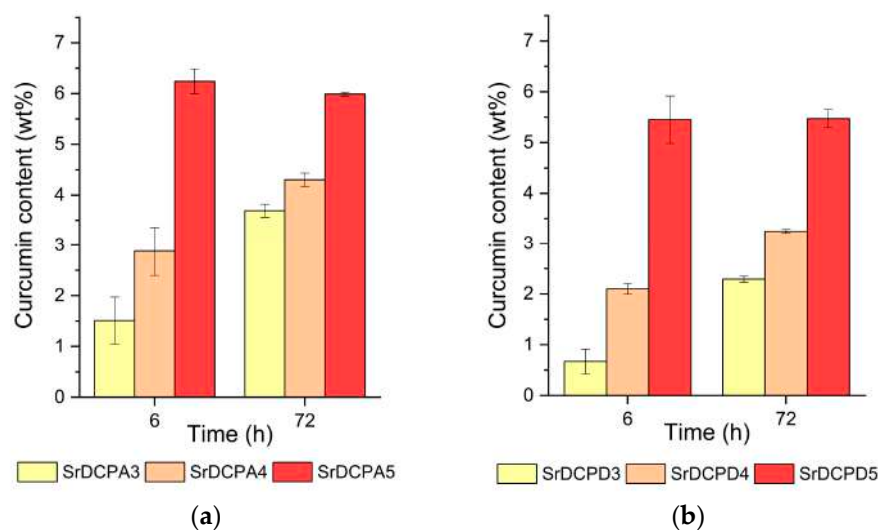 Curcumin content (wt%)
7
6
5
4
3
2
1
0
6
72
Time (h)
SrDCPA3 SrDCPA4 SrDCPA5
(a)
Curcumin content (wt%)
7
6
5
4
3
2
1
0
6
72
Time (h)
SrDCPD3 SrDCPD4 SrDCPD5
(b)